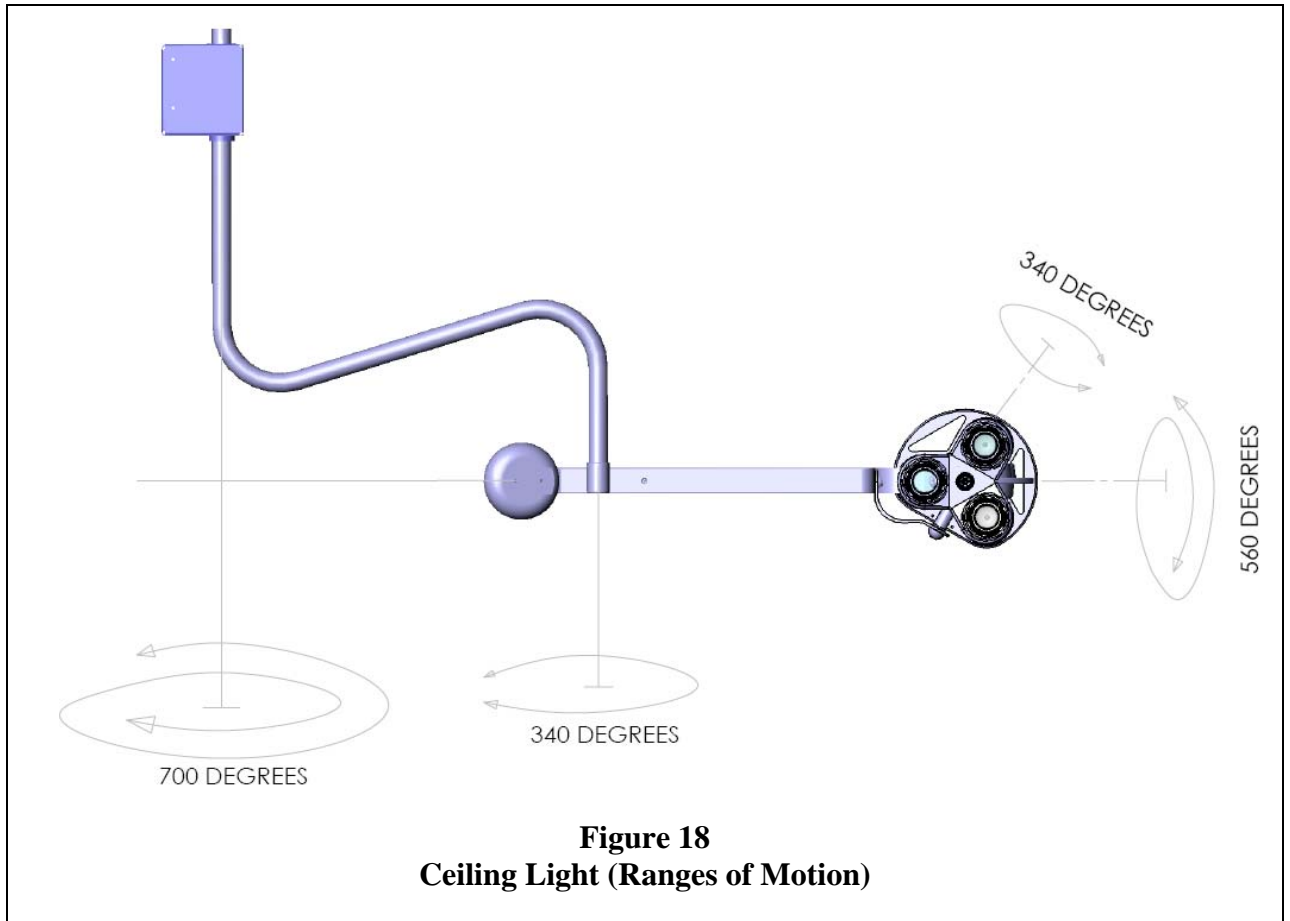 340 DEGREES
560 DEGREES
340 DEGREES
700 DEGREES
Figure 18
Ceiling Light (Ranges of Motion)